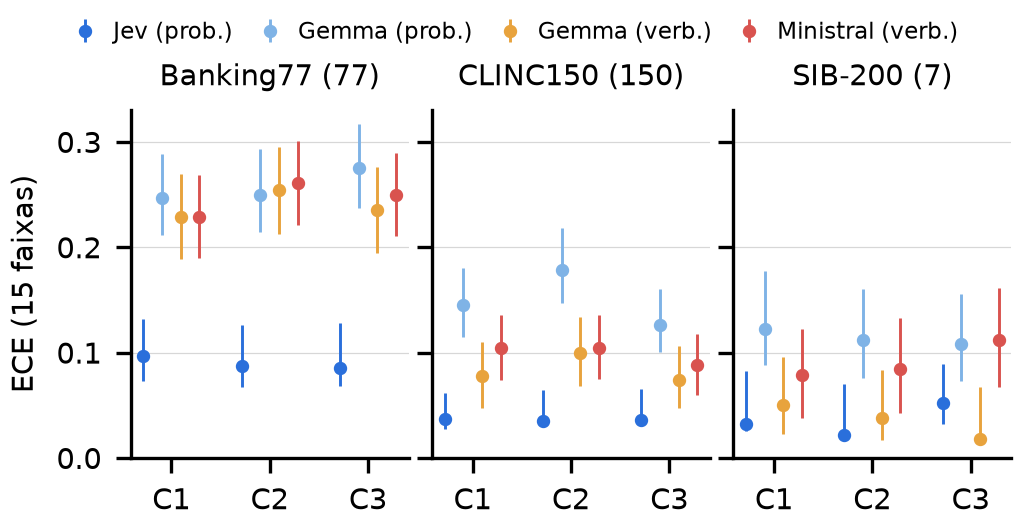 Jev (prob.) Gemma (prob.) Gemma (verb.) Ministral (verb.)
Banking77 (77) CLINC150 (150) SIB-200 (7)
ECE (15 faixas)
0.3
0.2
0.1
0.0
C1 C2 C3 C1 C2 C3 C1 C2 C3